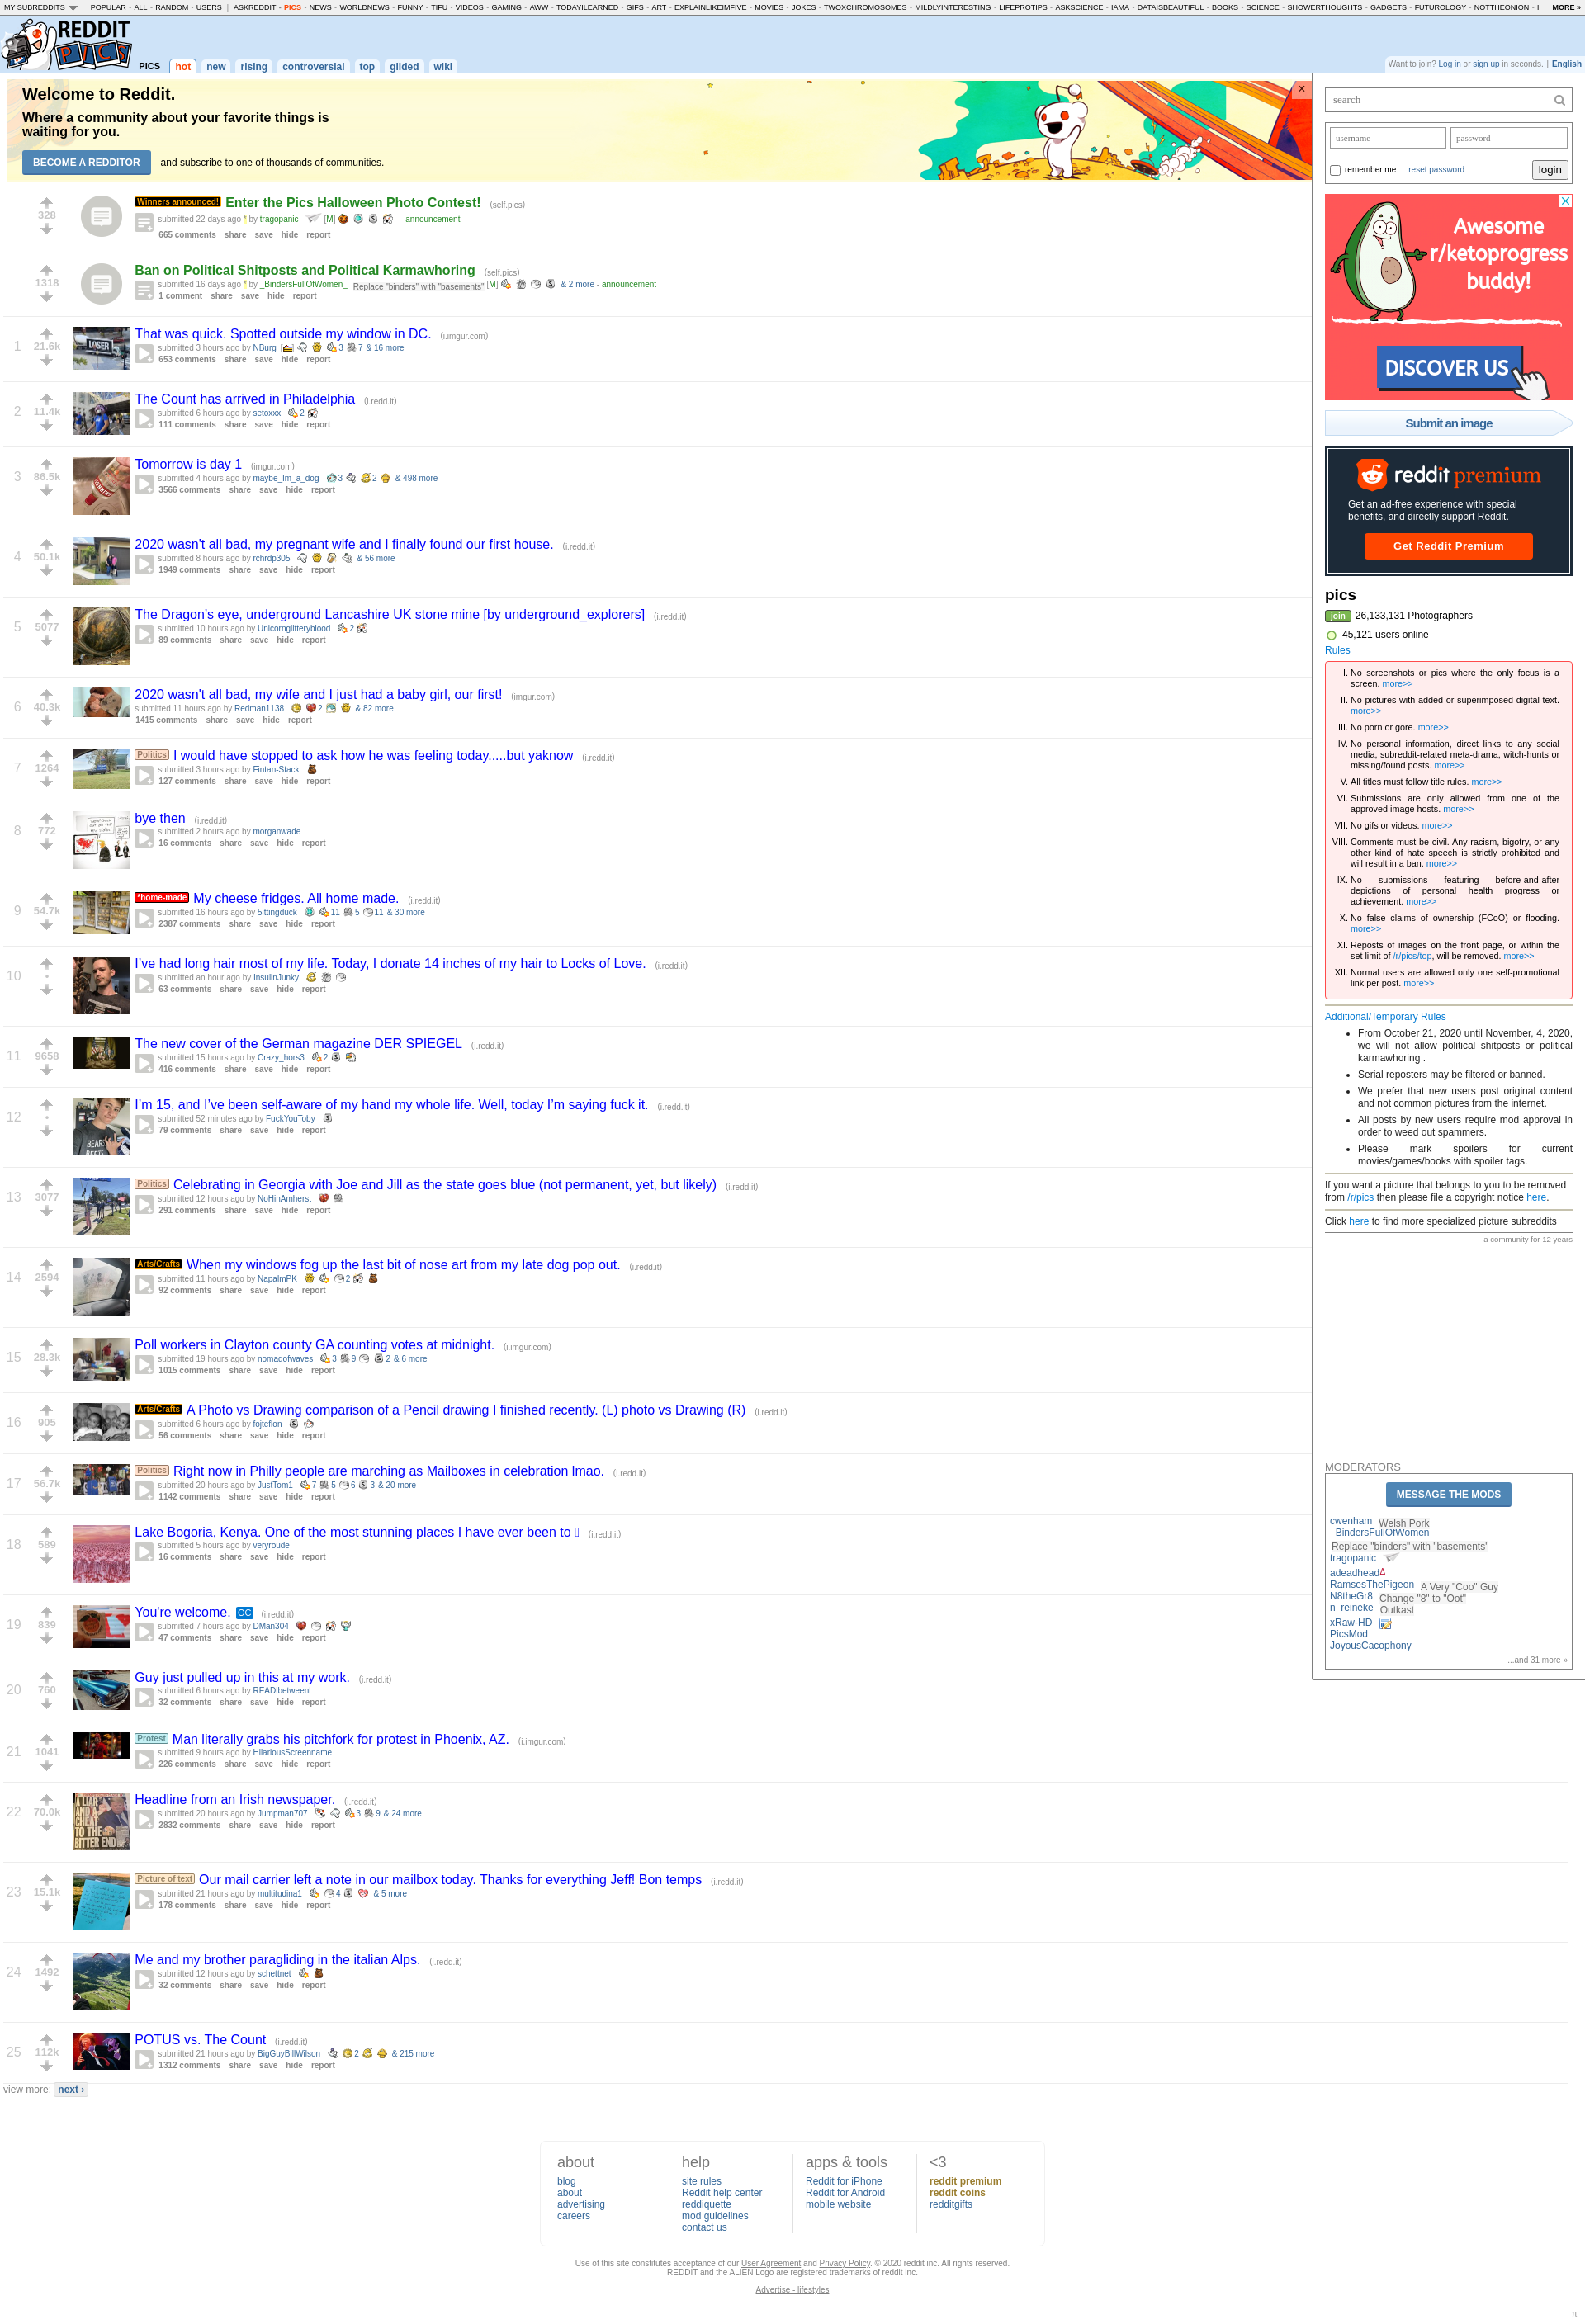 MY SUBREDDITS POPULAR - ALL - RANDOM - USERS | ASKREDDIT - PICS - NEWS - WORLDNEWS - FUNNY - TIFU - VIDEOS - GAMING - AWW - TODAYILEARNED - GIFS - ART - EXPLAINLIKEIMFIVE - MOVIES - JOKES - TWOXCHROMOSOMES - MILDLYINTERESTING - LIFEPROTIPS - ASKSCIENCE - IAMA - DATAISBEAUTIFUL - BOOKS - SCIENCE - SHOWERTHOUGHTS - GADGETS - FUTUROLOGY - NOTTHEONION - MORE »
REDDIT PICS
PICS hot new rising controversial top gilded wiki
Want to join? Log in or sign up in seconds. | English
Welcome to Reddit.
Where a community about your favorite things is
waiting for you.
BECOME A REDDITOR and subscribe to one of thousands of communities.
×
328
Winners announced! Enter the Pics Halloween Photo Contest! (self.pics)
submitted 22 days ago * by tragopanic [M] - announcement
665 comments share save hide report
1318
Ban on Political Shitposts and Political Karmawhoring (self.pics)
submitted 16 days ago * by _BindersFullOfWomen_ Replace "binders" with "basements" [M] & 2 more - announcement
1 comment share save hide report
1 21.6k
LOSER
That was quick. Spotted outside my window in DC. (i.imgur.com)
submitted 3 hours ago by NBurg 3 7 & 16 more
653 comments share save hide report
2 11.4k
The Count has arrived in Philadelphia (i.redd.it)
submitted 6 hours ago by setoxxx 2
111 comments share save hide report
3 86.5k
Tomorrow is day 1 (imgur.com)
submitted 4 hours ago by maybe_Im_a_dog 3 2 & 498 more
3566 comments share save hide report
4 50.1k
2020 wasn't all bad, my pregnant wife and I finally found our first house. (i.redd.it)
submitted 8 hours ago by rchrdp305 & 56 more
1949 comments share save hide report
5 5077
The Dragon's eye, underground Lancashire UK stone mine [by underground_explorers] (i.redd.it)
submitted 10 hours ago by Unicornglitteryblood 2
89 comments share save hide report
6 40.3k
2020 wasn't all bad, my wife and I just had a baby girl, our first! (imgur.com)
submitted 11 hours ago by Redman1138 2 & 82 more
1415 comments share save hide report
7 1264
Politics I would have stopped to ask how he was feeling today.....but yaknow (i.redd.it)
submitted 3 hours ago by Fintan-Stack
127 comments share save hide report
8 772
bye then (i.redd.it)
submitted 2 hours ago by morganwade
16 comments share save hide report
9 54.7k
*home-made My cheese fridges. All home made. (i.redd.it)
submitted 16 hours ago by 5ittingduck 11 5 11 & 30 more
2387 comments share save hide report
10 •
I've had long hair most of my life. Today, I donate 14 inches of my hair to Locks of Love. (i.redd.it)
submitted an hour ago by InsulinJunky
63 comments share save hide report
11 9658
The new cover of the German magazine DER SPIEGEL (i.redd.it)
submitted 15 hours ago by Crazy_hors3 2
416 comments share save hide report
12 •
BEARS
BEETS
I'm 15, and I've been self-aware of my hand my whole life. Well, today I'm saying fuck it. (i.redd.it)
submitted 52 minutes ago by FuckYouToby
79 comments share save hide report
13 3077
Politics Celebrating in Georgia with Joe and Jill as the state goes blue (not permanent, yet, but likely) (i.redd.it)
submitted 12 hours ago by NoHinAmherst
291 comments share save hide report
14 2594
Arts/Crafts When my windows fog up the last bit of nose art from my late dog pop out. (i.redd.it)
submitted 11 hours ago by NapalmPK 2
92 comments share save hide report
15 28.3k
Poll workers in Clayton county GA counting votes at midnight. (i.imgur.com)
submitted 19 hours ago by nomadofwaves 3 9 2 & 6 more
1015 comments share save hide report
16 905
Arts/Crafts A Photo vs Drawing comparison of a Pencil drawing I finished recently. (L) photo vs Drawing (R) (i.redd.it)
submitted 6 hours ago by fojteflon
56 comments share save hide report
17 56.7k
Politics Right now in Philly people are marching as Mailboxes in celebration lmao. (i.redd.it)
submitted 20 hours ago by JustTom1 7 5 6 3 & 20 more
1142 comments share save hide report
18 589
Lake Bogoria, Kenya. One of the most stunning places I have ever been to (i.redd.it)
submitted 5 hours ago by veryroude
16 comments share save hide report
19 839
You're welcome. OC (i.redd.it)
submitted 7 hours ago by DMan304
47 comments share save hide report
20 760
Guy just pulled up in this at my work. (i.redd.it)
submitted 6 hours ago by READlbetweenl
32 comments share save hide report
21 1041
Protest Man literally grabs his pitchfork for protest in Phoenix, AZ. (i.imgur.com)
submitted 9 hours ago by HilariousScreenname
226 comments share save hide report
22 70.0k
A LIAR
AND A
CHEAT
TO THE
BITTER END
Headline from an Irish newspaper. (i.redd.it)
submitted 20 hours ago by Jumpman707 3 9 & 24 more
2832 comments share save hide report
23 15.1k
Picture of text Our mail carrier left a note in our mailbox today. Thanks for everything Jeff! Bon temps (i.redd.it)
submitted 21 hours ago by multitudina1 4 & 5 more
178 comments share save hide report
24 1492
Me and my brother paragliding in the italian Alps. (i.redd.it)
submitted 12 hours ago by schettnet
32 comments share save hide report
25 112k
POTUS vs. The Count (i.redd.it)
submitted 21 hours ago by BigGuyBillWilson 2 & 215 more
1312 comments share save hide report
view more: next ›
search
username password
remember me reset password login
Awesome
r/ketoprogress
buddy!
DISCOVER US
Submit an image
reddit premium
Get an ad-free experience with special
benefits, and directly support Reddit.
Get Reddit Premium
pics
join 26,133,131 Photographers
45,121 users online
Rules
I. No screenshots or pics where the only focus is a
screen. more>>
II. No pictures with added or superimposed digital text.
more>>
III. No porn or gore. more>>
IV. No personal information, direct links to any social
media, subreddit-related meta-drama, witch-hunts or
missing/found posts. more>>
V. All titles must follow title rules. more>>
VI. Submissions are only allowed from one of the
approved image hosts. more>>
VII. No gifs or videos. more>>
VIII. Comments must be civil. Any racism, bigotry, or any
other kind of hate speech is strictly prohibited and
will result in a ban. more>>
IX. No submissions featuring before-and-after
depictions of personal health progress or
achievement. more>>
X. No false claims of ownership (FCoO) or flooding.
more>>
XI. Reposts of images on the front page, or within the
set limit of /r/pics/top, will be removed. more>>
XII. Normal users are allowed only one self-promotional
link per post. more>>
Additional/Temporary Rules
• From October 21, 2020 until November, 4, 2020,
we will not allow political shitposts or political
karmawhoring .
• Serial reposters may be filtered or banned.
• We prefer that new users post original content
and not common pictures from the internet.
• All posts by new users require mod approval in
order to weed out spammers.
• Please mark spoilers for current
movies/games/books with spoiler tags.
If you want a picture that belongs to you to be removed
from /r/pics then please file a copyright notice here.
Click here to find more specialized picture subreddits
a community for 12 years
MODERATORS
MESSAGE THE MODS
cwenham Welsh Pork
_BindersFullOfWomen_
Replace "binders" with "basements"
tragopanic
adeadhead Δ
RamsesThePigeon A Very "Coo" Guy
N8theGr8 Change "8" to "Oot"
n_reineke Outkast
xRaw-HD
PicsMod
JoyousCacophony
...and 31 more »
about
blog
about
advertising
careers
help
site rules
Reddit help center
reddiquette
mod guidelines
contact us
apps & tools
Reddit for iPhone
Reddit for Android
mobile website
<3
reddit premium
reddit coins
redditgifts
Use of this site constitutes acceptance of our User Agreement and Privacy Policy. © 2020 reddit inc. All rights reserved.
REDDIT and the ALIEN Logo are registered trademarks of reddit inc.
Advertise - lifestyles
π